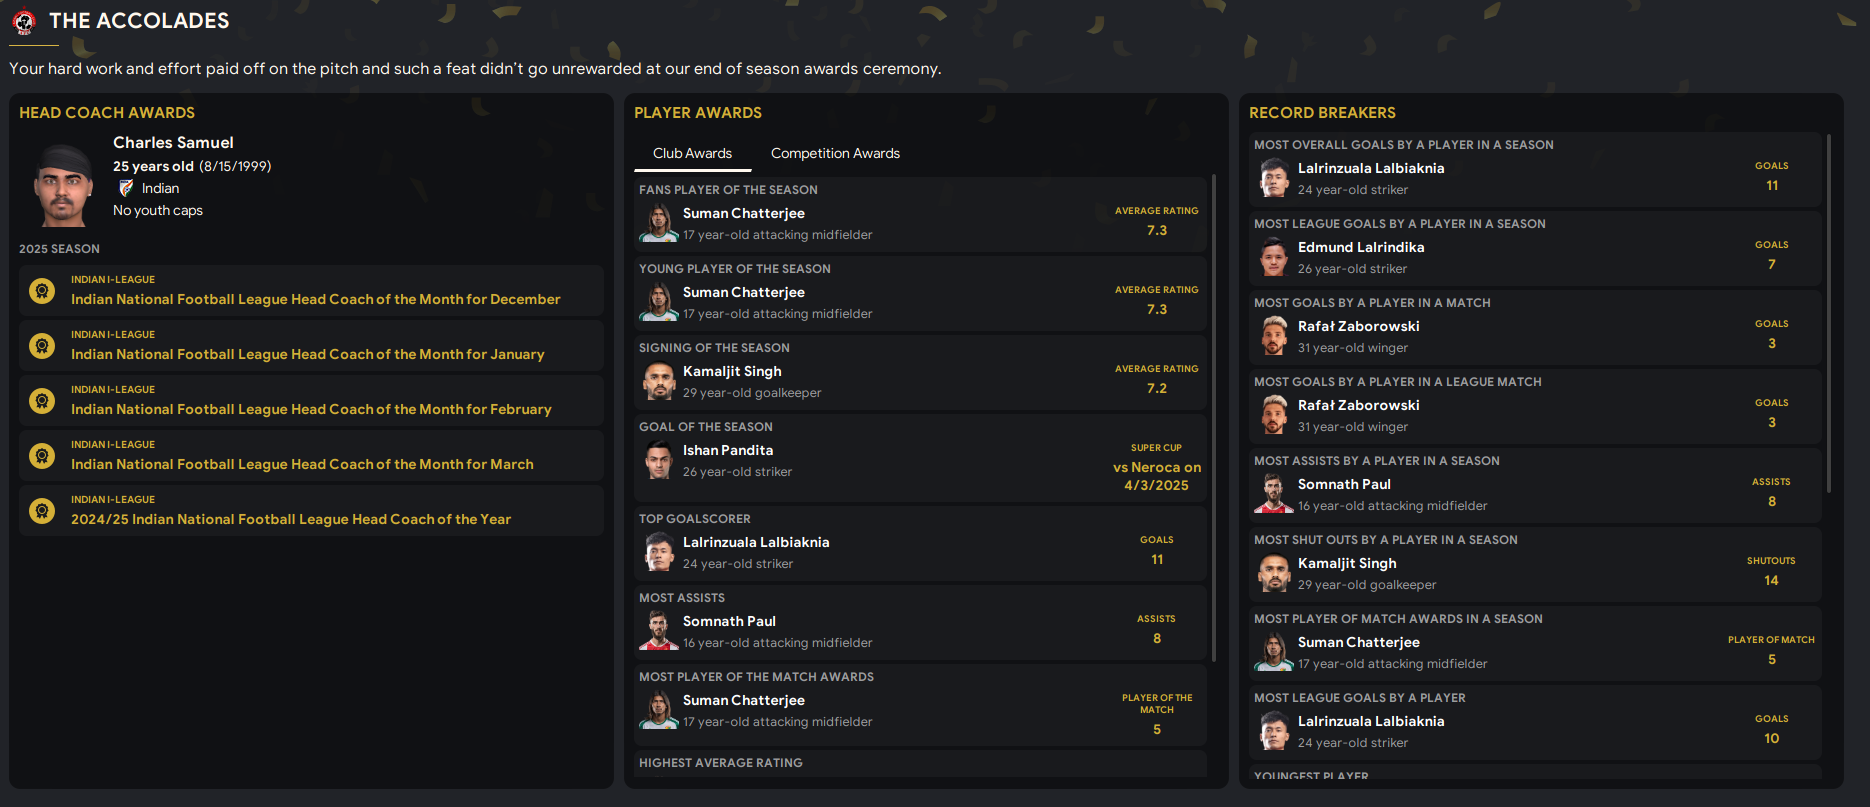 THE ACCOLADES
Your hard work and effort paid off on the pitch and such a feat didn't go unrewarded at our end of season awards ceremony.
HEAD COACH AWARDS
Charles Samuel
25 years old (8/15/1999)
Indian
No youth caps
2025 SEASON
INDIAN I-LEAGUE
Indian National Football League Head Coach of the Month for December
INDIAN I-LEAGUE
Indian National Football League Head Coach of the Month for January
INDIAN I-LEAGUE
Indian National Football League Head Coach of the Month for February
INDIAN I-LEAGUE
Indian National Football League Head Coach of the Month for March
INDIAN I-LEAGUE
2024/25 Indian National Football League Head Coach of the Year
PLAYER AWARDS
Club Awards
Competition Awards
FANS PLAYER OF THE SEASON
Suman Chatterjee
17 year-old attacking midfielder
AVERAGE RATING
7.3
YOUNG PLAYER OF THE SEASON
Suman Chatterjee
17 year-old attacking midfielder
AVERAGE RATING
7.3
SIGNING OF THE SEASON
Kamaljit Singh
29 year-old goalkeeper
AVERAGE RATING
7.2
GOAL OF THE SEASON
Ishan Pandita
26 year-old striker
SUPER CUP
vs Neroca on
4/3/2025
TOP GOALSCORER
Lalrinzuala Lalbiaknia
24 year-old striker
GOALS
11
MOST ASSISTS
Somnath Paul
16 year-old attacking midfielder
ASSISTS
8
MOST PLAYER OF THE MATCH AWARDS
Suman Chatterjee
17 year-old attacking midfielder
PLAYER OF THE
MATCH
5
HIGHEST AVERAGE RATING
RECORD BREAKERS
MOST OVERALL GOALS BY A PLAYER IN A SEASON
Lalrinzuala Lalbiaknia
24 year-old striker
GOALS
11
MOST LEAGUE GOALS BY A PLAYER IN A SEASON
Edmund Lalrindika
26 year-old striker
GOALS
7
MOST GOALS BY A PLAYER IN A MATCH
Rafał Zaborowski
31 year-old winger
GOALS
3
MOST GOALS BY A PLAYER IN A LEAGUE MATCH
Rafał Zaborowski
31 year-old winger
GOALS
3
MOST ASSISTS BY A PLAYER IN A SEASON
Somnath Paul
16 year-old attacking midfielder
ASSISTS
8
MOST SHUT OUTS BY A PLAYER IN A SEASON
Kamaljit Singh
29 year-old goalkeeper
SHUTOUTS
14
MOST PLAYER OF MATCH AWARDS IN A SEASON
Suman Chatterjee
17 year-old attacking midfielder
PLAYER OF MATCH
5
MOST LEAGUE GOALS BY A PLAYER
Lalrinzuala Lalbiaknia
24 year-old striker
GOALS
10
YOUNGEST PLAYER